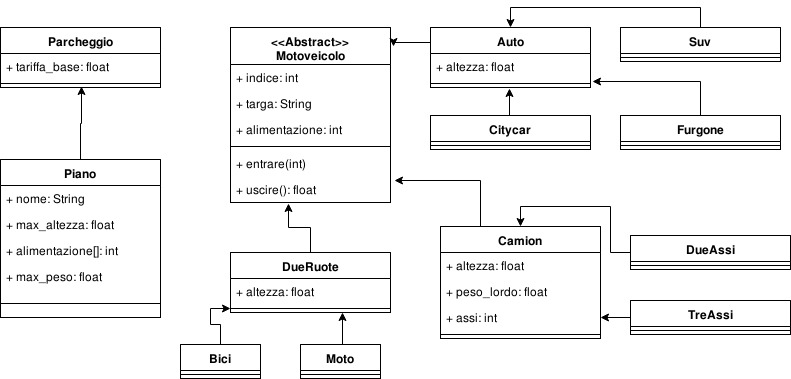 Parcheggio
+ tariffa_base: float
Piano
+ nome: String
+ max_altezza: float
+ alimentazione[]: int
+ max_peso: float
<<Abstract>>
Motoveicolo
+ indice: int
+ targa: String
+ alimentazione: int
+ entrare(int)
+ uscire(): float
Auto
+ altezza: float
Suv
Citycar
Furgone
DueRuote
+ altezza: float
Bici
Moto
Camion
+ altezza: float
+ peso_lordo: float
+ assi: int
DueAssi
TreAssi